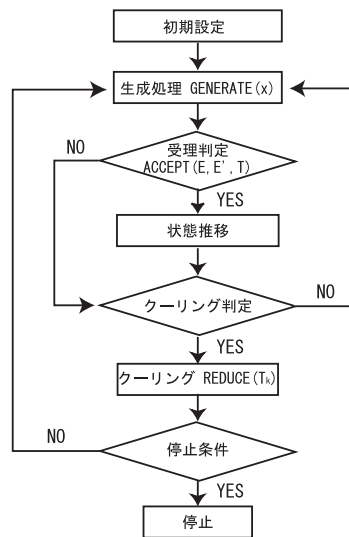 初期設定
生成処理 GENERATE(x)
NO
受理判定
ACCEPT(E,E',T)
YES
状態推移
クーリング判定
NO
YES
クーリング REDUCE(Tk)
NO
停止条件
YES
停止